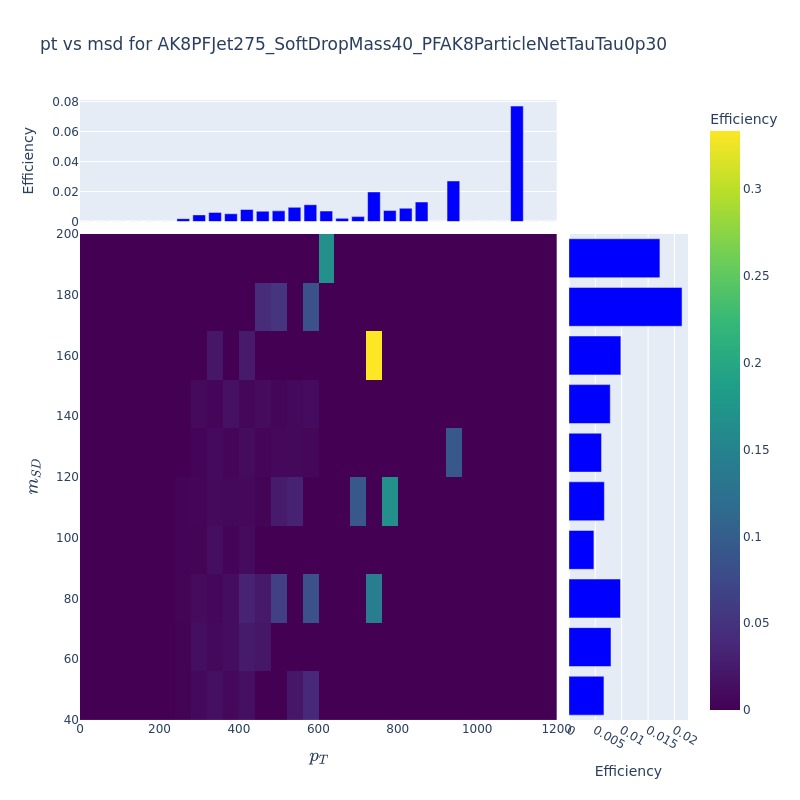 pt vs msd for AK8PFJet275_SoftDropMass40_PFAK8ParticleNetTauTau0p30
Efficiency
0.08
0.06
0.04
0.02
0
Efficiency
0.3
0.25
0.2
0.15
0.1
0.05
0
m_SD
200
180
160
140
120
100
80
60
40
0 200 400 600 800 1000 1200
p_T
0 0.005 0.01 0.015 0.02
Efficiency